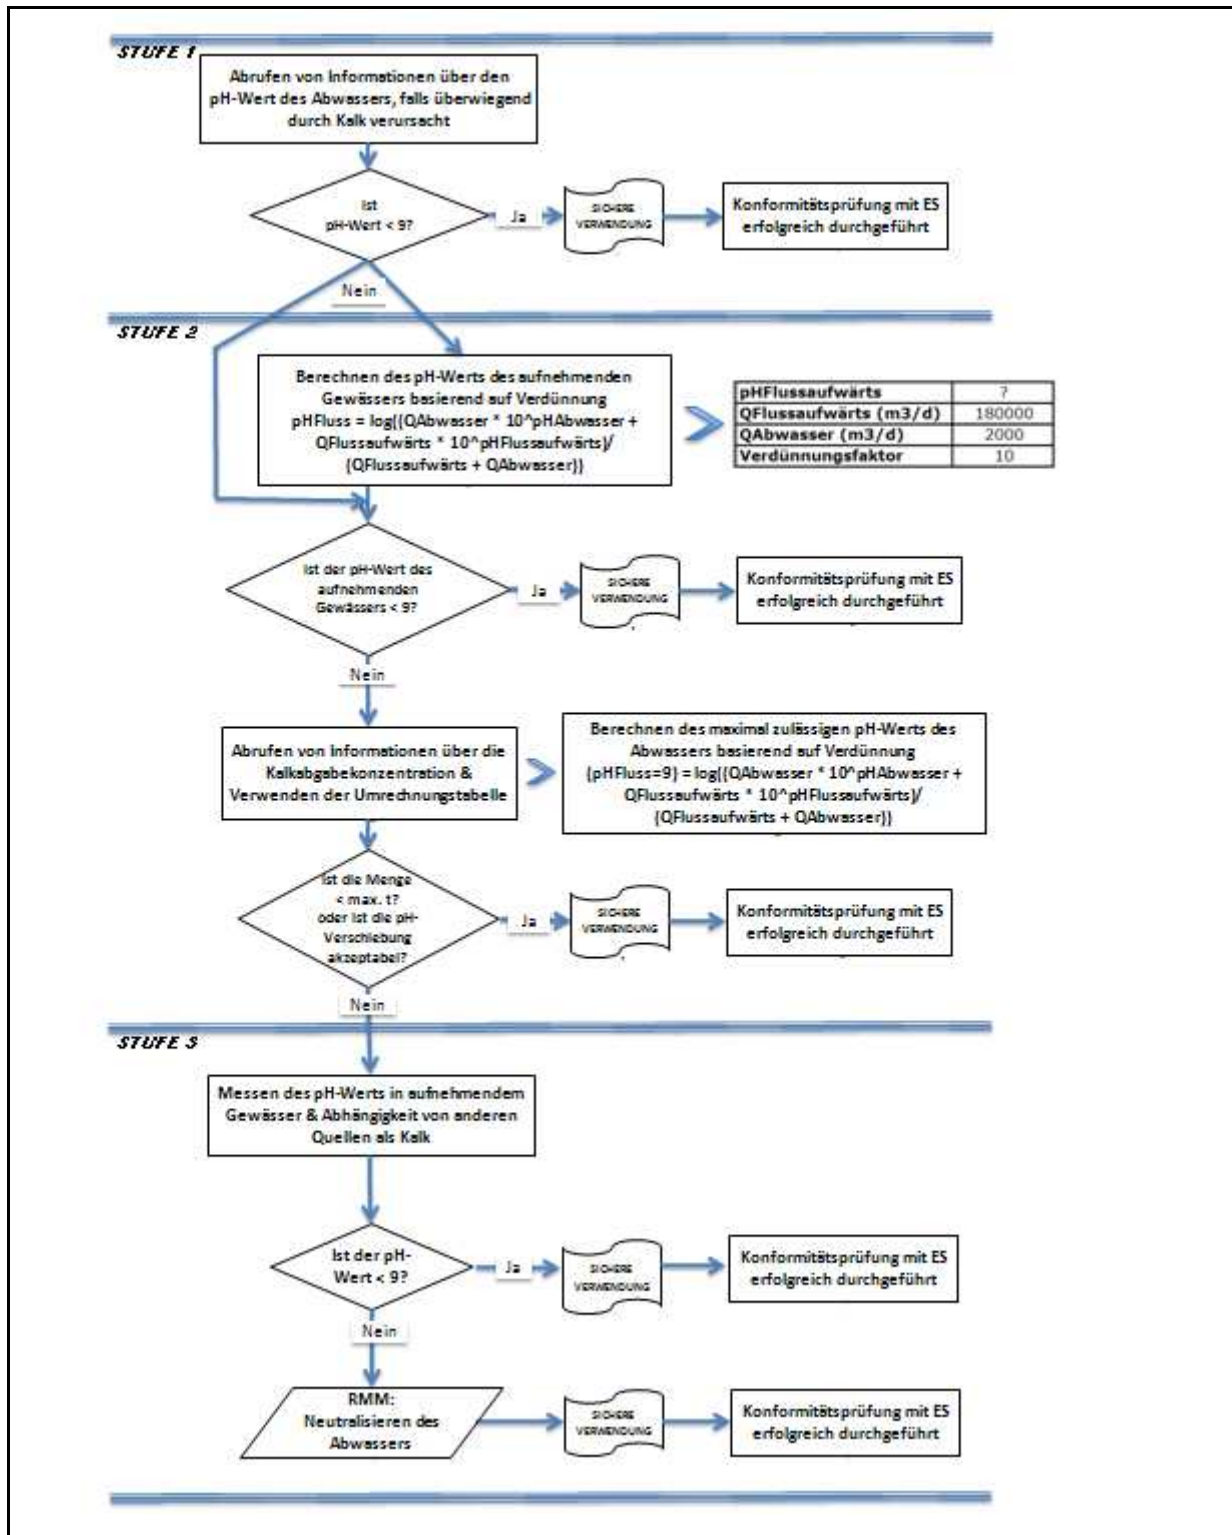 STUFE 1
Abrufen von Informationen über den
pH-Wert des Abwassers, falls überwiegend
durch Kalk verursacht
Ist
pH-Wert < 9?
Ja
SICHERE
VERWENDUNG
Konformitätsprüfung mit ES
erfolgreich durchgeführt
Nein
STUFE 2
Berechnen des pH-Werts des aufnehmenden
Gewässers basierend auf Verdünnung
pHFluss = log((QAbwasser * 10^pHAbwasser +
QFlussaufwärts * 10^pHFlussaufwärts)/
(QFlussaufwärts + QAbwasser))
pHFlussaufwärts ?
QFlussaufwärts (m3/d) 180000
QAbwasser (m3/d) 2000
Verdünnungsfaktor 10
Ist der pH-Wert des
aufnehmenden
Gewässers < 9?
Ja
SICHERE
VERWENDUNG
Konformitätsprüfung mit ES
erfolgreich durchgeführt
Nein
Abrufen von Informationen über die
Kalkabgabekonzentration &
Verwenden der Umrechnungstabelle
Berechnen des maximal zulässigen pH-Werts des
Abwassers basierend auf Verdünnung
(pHFluss=9) = log((QAbwasser * 10^pHAbwasser +
QFlussaufwärts * 10^pHFlussaufwärts)/
(QFlussaufwärts + QAbwasser))
Ist die Menge
< max. t?
oder ist die pH-
Verschiebung
akzeptabel?
Ja
SICHERE
VERWENDUNG
Konformitätsprüfung mit ES
erfolgreich durchgeführt
Nein
STUFE 3
Messen des pH-Werts in aufnehmendem
Gewässer & Abhängigkeit von anderen
Quellen als Kalk
Ist der pH-
Wert < 9?
Ja
SICHERE
VERWENDUNG
Konformitätsprüfung mit ES
erfolgreich durchgeführt
Nein
RMM:
Neutralisieren des
Abwassers
SICHERE
VERWENDUNG
Konformitätsprüfung mit ES
erfolgreich durchgeführt